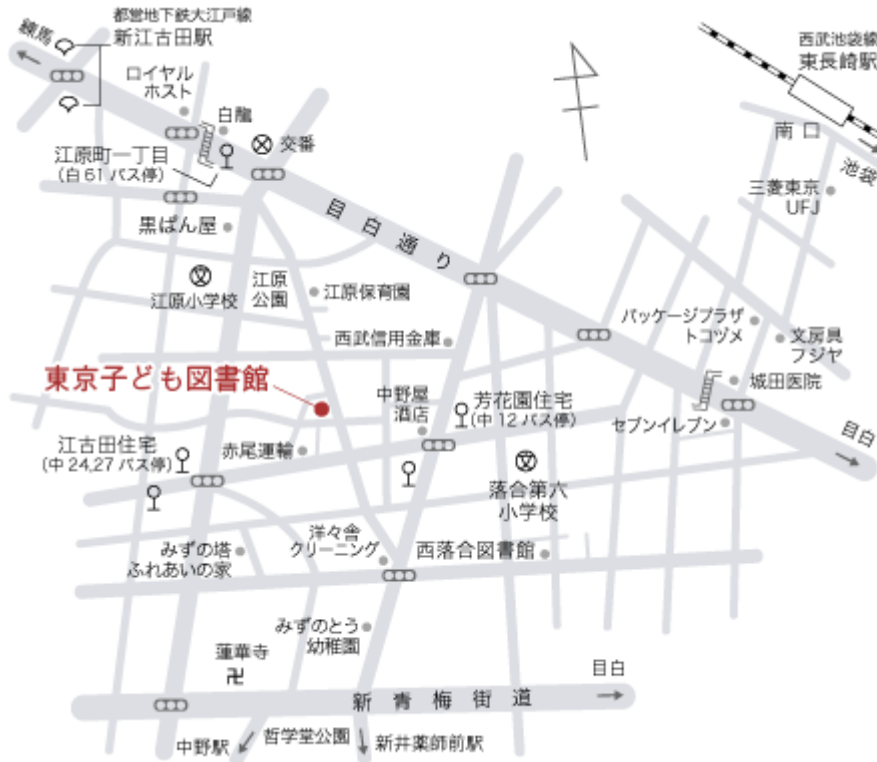 都営地下鉄大江戸線
新江古田駅
練馬
西武池袋線
東長崎駅
ロイヤル
ホスト
白龍
交番
南口
池袋
江原町一丁目
(白61バス停)
三菱東京
UFJ
目白通り
黒ぱん屋
江原小学校
江原
公園
江原保育園
西武信用金庫
パッケージプラザ
トコヅメ
文房具
フジヤ
東京子ども図書館
中野屋
酒店
芳花園住宅
(中12バス停)
城田医院
セブンイレブン
目白
江古田住宅
(中24,27バス停)
赤尾運輸
落合第六
小学校
洋々舎
クリーニング
西落合図書館
みずの塔
ふれあいの家
みずのとう
幼稚園
蓮華寺
目白
新青梅街道
中野駅
哲学堂公園
新井薬師前駅